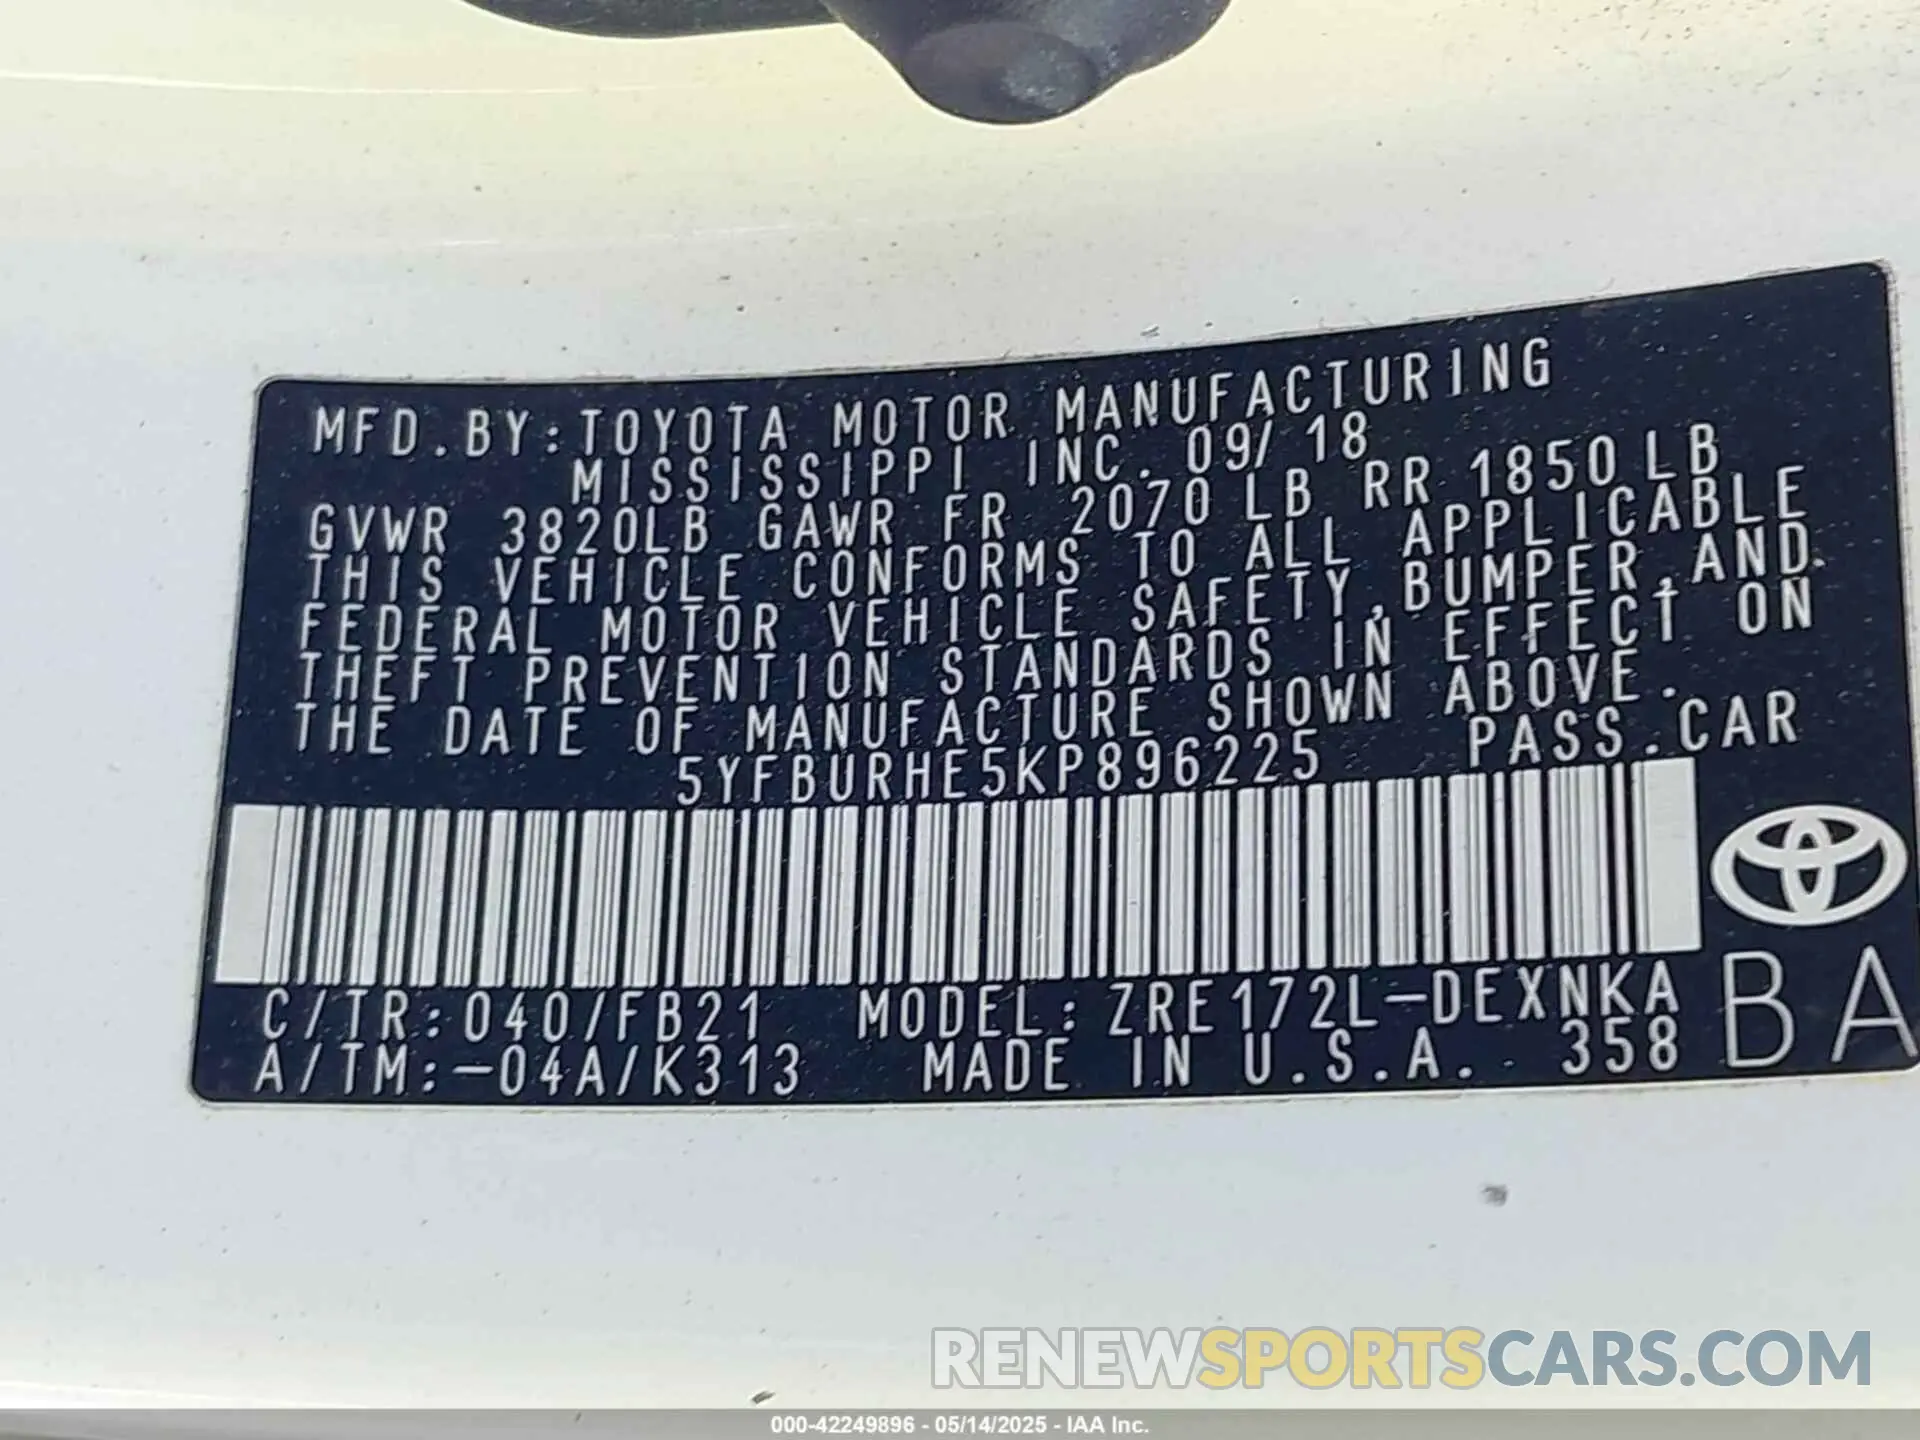 MFD.BY:TOYOTA MOTOR MANUFACTURING
MISSISSIPPI INC. 09/18
GVWR 3820LB GAWR FR 2070LB RR 1850LB
THIS VEHICLE CONFORMS TO ALL APPLICABLE
FEDERAL MOTOR VEHICLE SAFETY,BUMPER,AND
THEFT PREVENTION STANDARDS IN EFFECT ON
THE DATE OF MANUFACTURE SHOWN ABOVE.
5YFBURHE5KP896225 PASS.CAR
C/TR:040/FB21 MODEL:ZRE172L-DEXNKA
A/TM:-04A/K313 MADE IN U.S.A. 358
BA
RENEWSPORTSCARS.COM
000-42249896 - 05/14/2025 - IAA Inc.